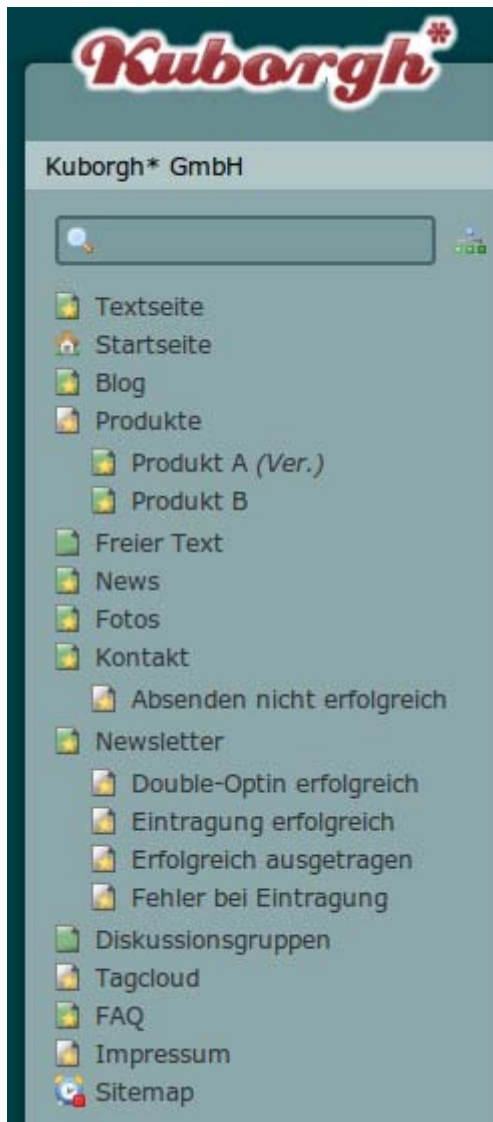 Kuborgh*
Kuborgh* GmbH
Textseite
Startseite
Blog
Produkte
Produkt A (Ver.)
Produkt B
Freier Text
News
Fotos
Kontakt
Absenden nicht erfolgreich
Newsletter
Double-Optin erfolgreich
Eintragung erfolgreich
Erfolgreich ausgetragen
Fehler bei Eintragung
Diskussionsgruppen
Tagcloud
FAQ
Impressum
Sitemap